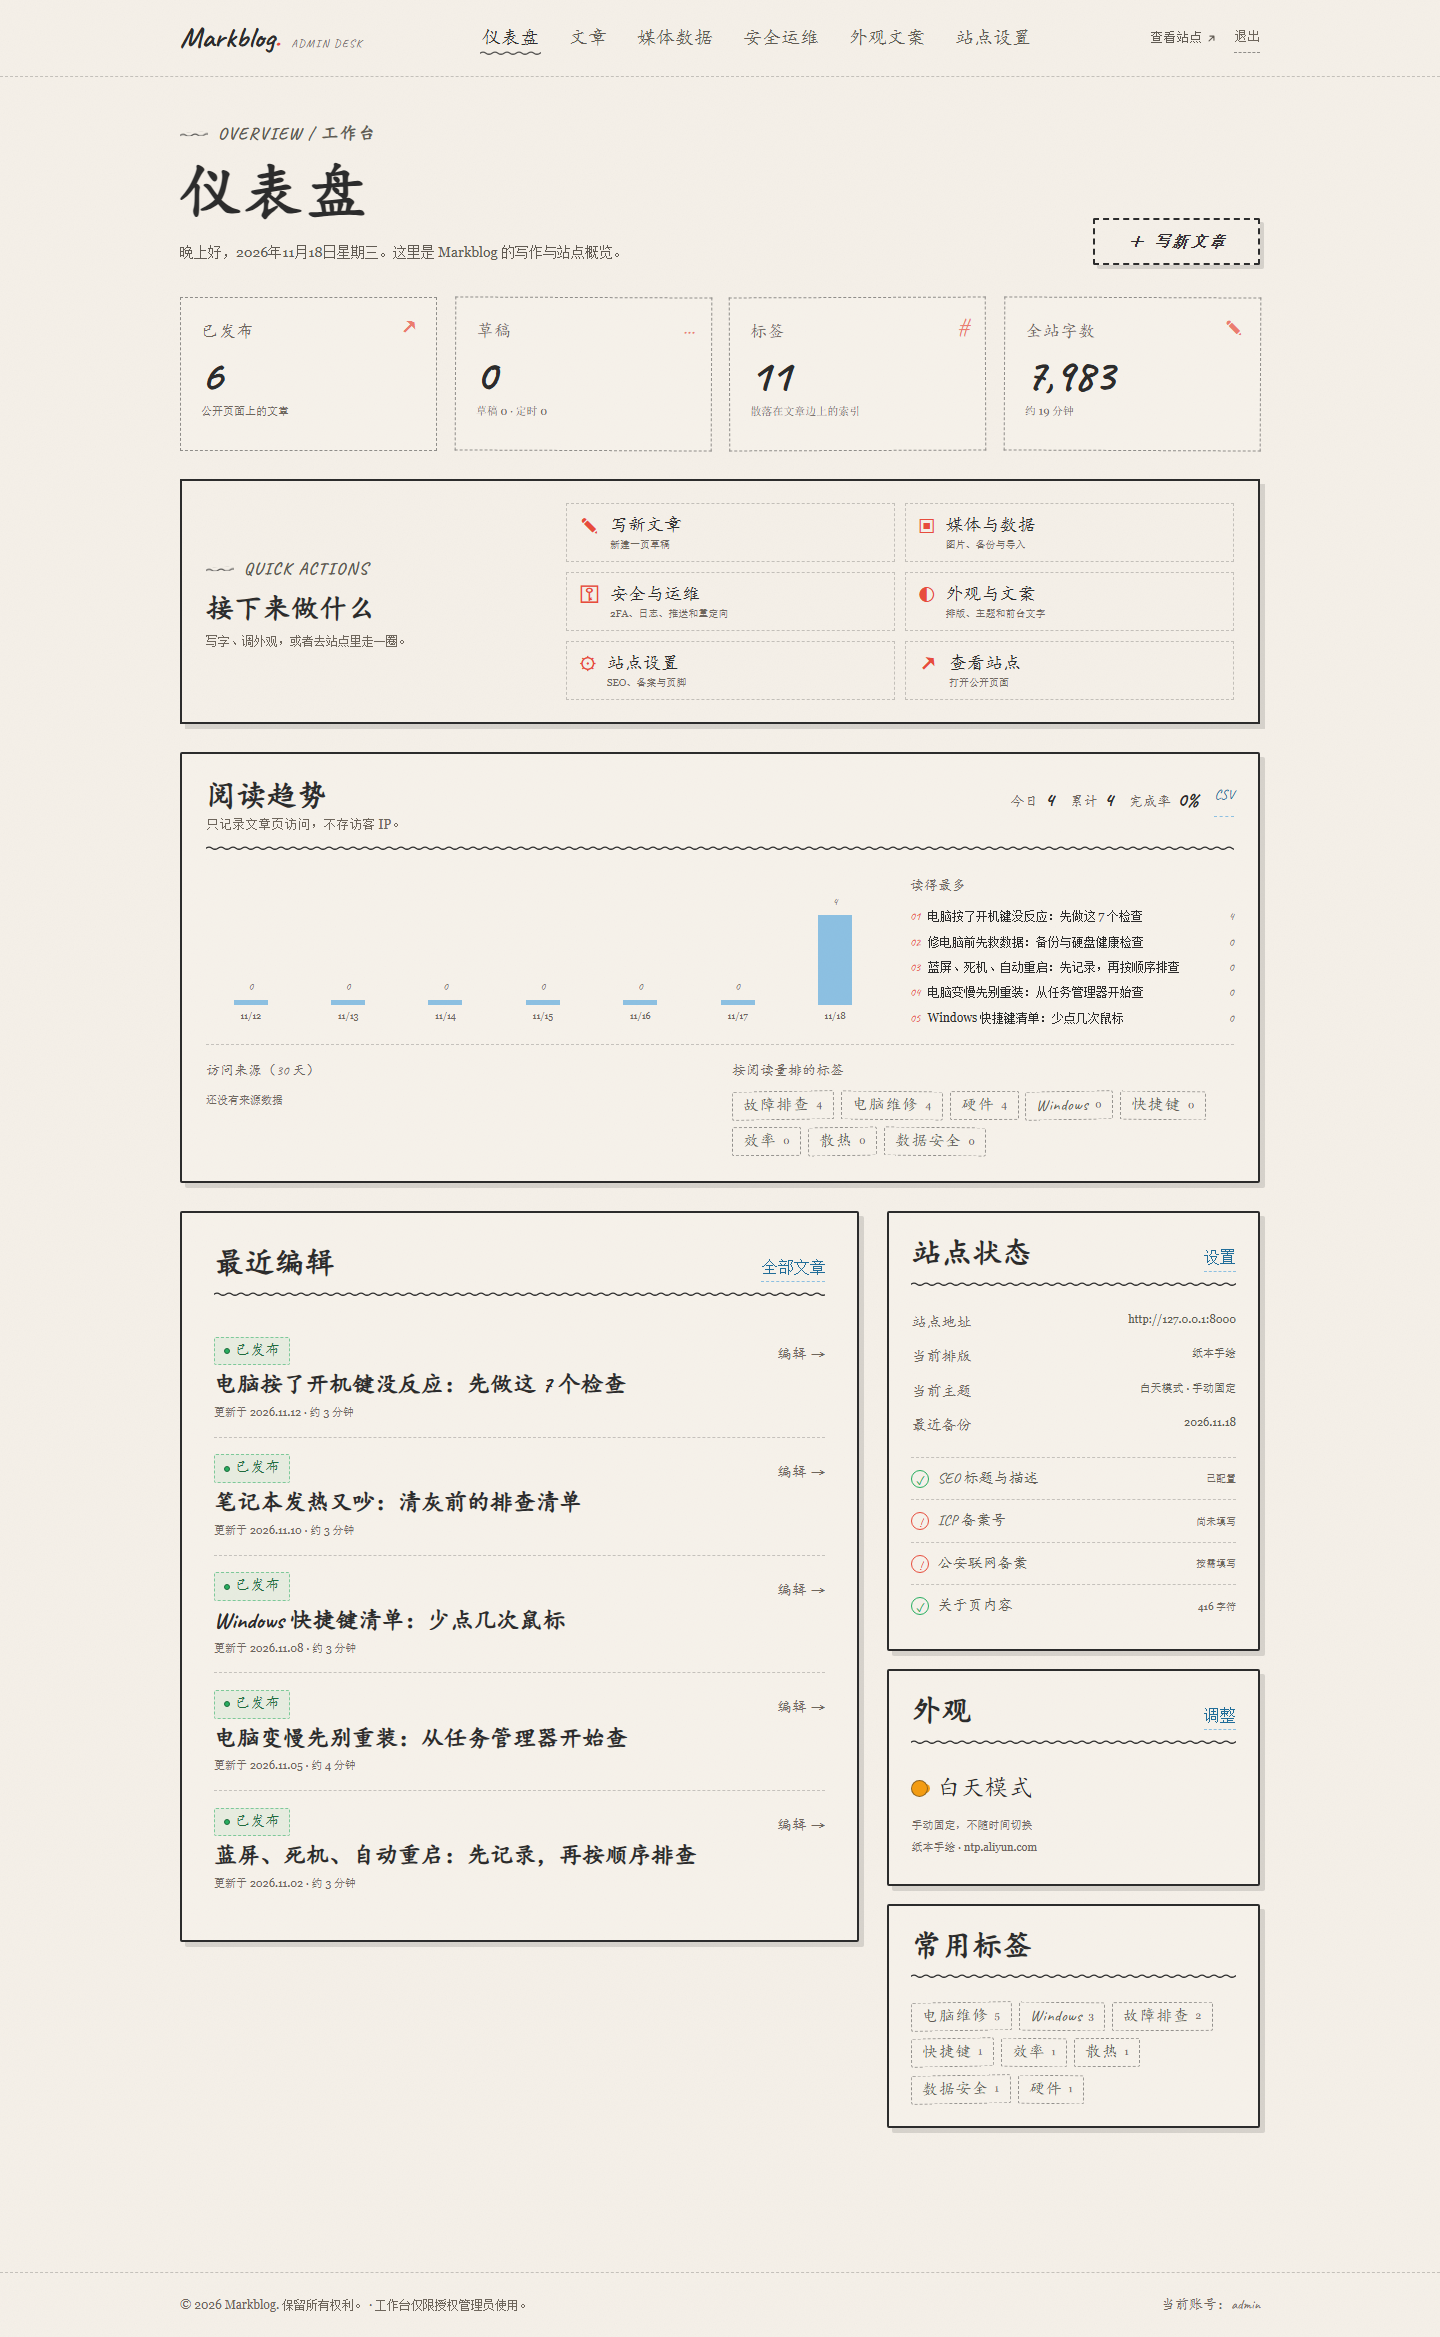 Markblog. ADMIN DESK 仪表盘 文章 媒体数据 安全运维 外观文案 站点设置 查看站点 ↗ 退出
OVERVIEW / 工作台
仪表盘
晚上好，2026年11月18日星期三。这里是 Markblog 的写作与站点概览。
+ 写新文章
已发布
6
公开页面上的文章
草稿
0
草稿 0 · 定时 0
标签 #
11
散落在文章边上的索引
全站字数
7,983
约 19 分钟
QUICK ACTIONS
接下来做什么
写字、调外观，或者去站点里走一圈。
写新文章
新建一页草稿
媒体与数据
图片、备份与导入
安全与运维
2FA、日志、推送和重定向
外观与文案
排版、主题和前台文字
站点设置
SEO、备案与页脚
查看站点
打开公开页面
阅读趋势
只记录文章页访问，不存访客 IP。
今日 4 累计 4 完成率 0% CSV
0 0 0 0 0 0 4
11/12 11/13 11/14 11/15 11/16 11/17 11/18
读得最多
01 电脑按了开机键没反应：先做这 7 个检查 4
02 修电脑前先救数据：备份与硬盘健康检查 0
03 蓝屏、死机、自动重启：先记录，再按顺序排查 0
04 电脑变慢先别重装：从任务管理器开始查 0
05 Windows 快捷键清单：少点几次鼠标 0
访问来源（30 天）
还没有来源数据
按阅读量排的标签
故障排查 4 电脑维修 4 硬件 4 Windows 0 快捷键 0
效率 0 散热 0 数据安全 0
最近编辑 全部文章
已发布 编辑 →
电脑按了开机键没反应：先做这 7 个检查
更新于 2026.11.12 · 约 3 分钟
已发布 编辑 →
笔记本发热又吵：清灰前的排查清单
更新于 2026.11.10 · 约 3 分钟
已发布 编辑 →
Windows 快捷键清单：少点几次鼠标
更新于 2026.11.08 · 约 3 分钟
已发布 编辑 →
电脑变慢先别重装：从任务管理器开始查
更新于 2026.11.05 · 约 4 分钟
已发布 编辑 →
蓝屏、死机、自动重启：先记录，再按顺序排查
更新于 2026.11.02 · 约 3 分钟
站点状态 设置
站点地址 http://127.0.0.1:8000
当前排版 纸本手绘
当前主题 白天模式 · 手动固定
最近备份 2026.11.18
✓ SEO 标题与描述 已配置
! ICP 备案号 尚未填写
! 公安联网备案 按需填写
✓ 关于页内容 416 字符
外观 调整
白天模式
手动固定，不随时间切换
纸本手绘 · ntp.aliyun.com
常用标签
电脑维修 5 Windows 3 故障排查 2
快捷键 1 效率 1 散热 1
数据安全 1 硬件 1
© 2026 Markblog. 保留所有权利。 · 工作台仅限授权管理员使用。
当前账号：admin